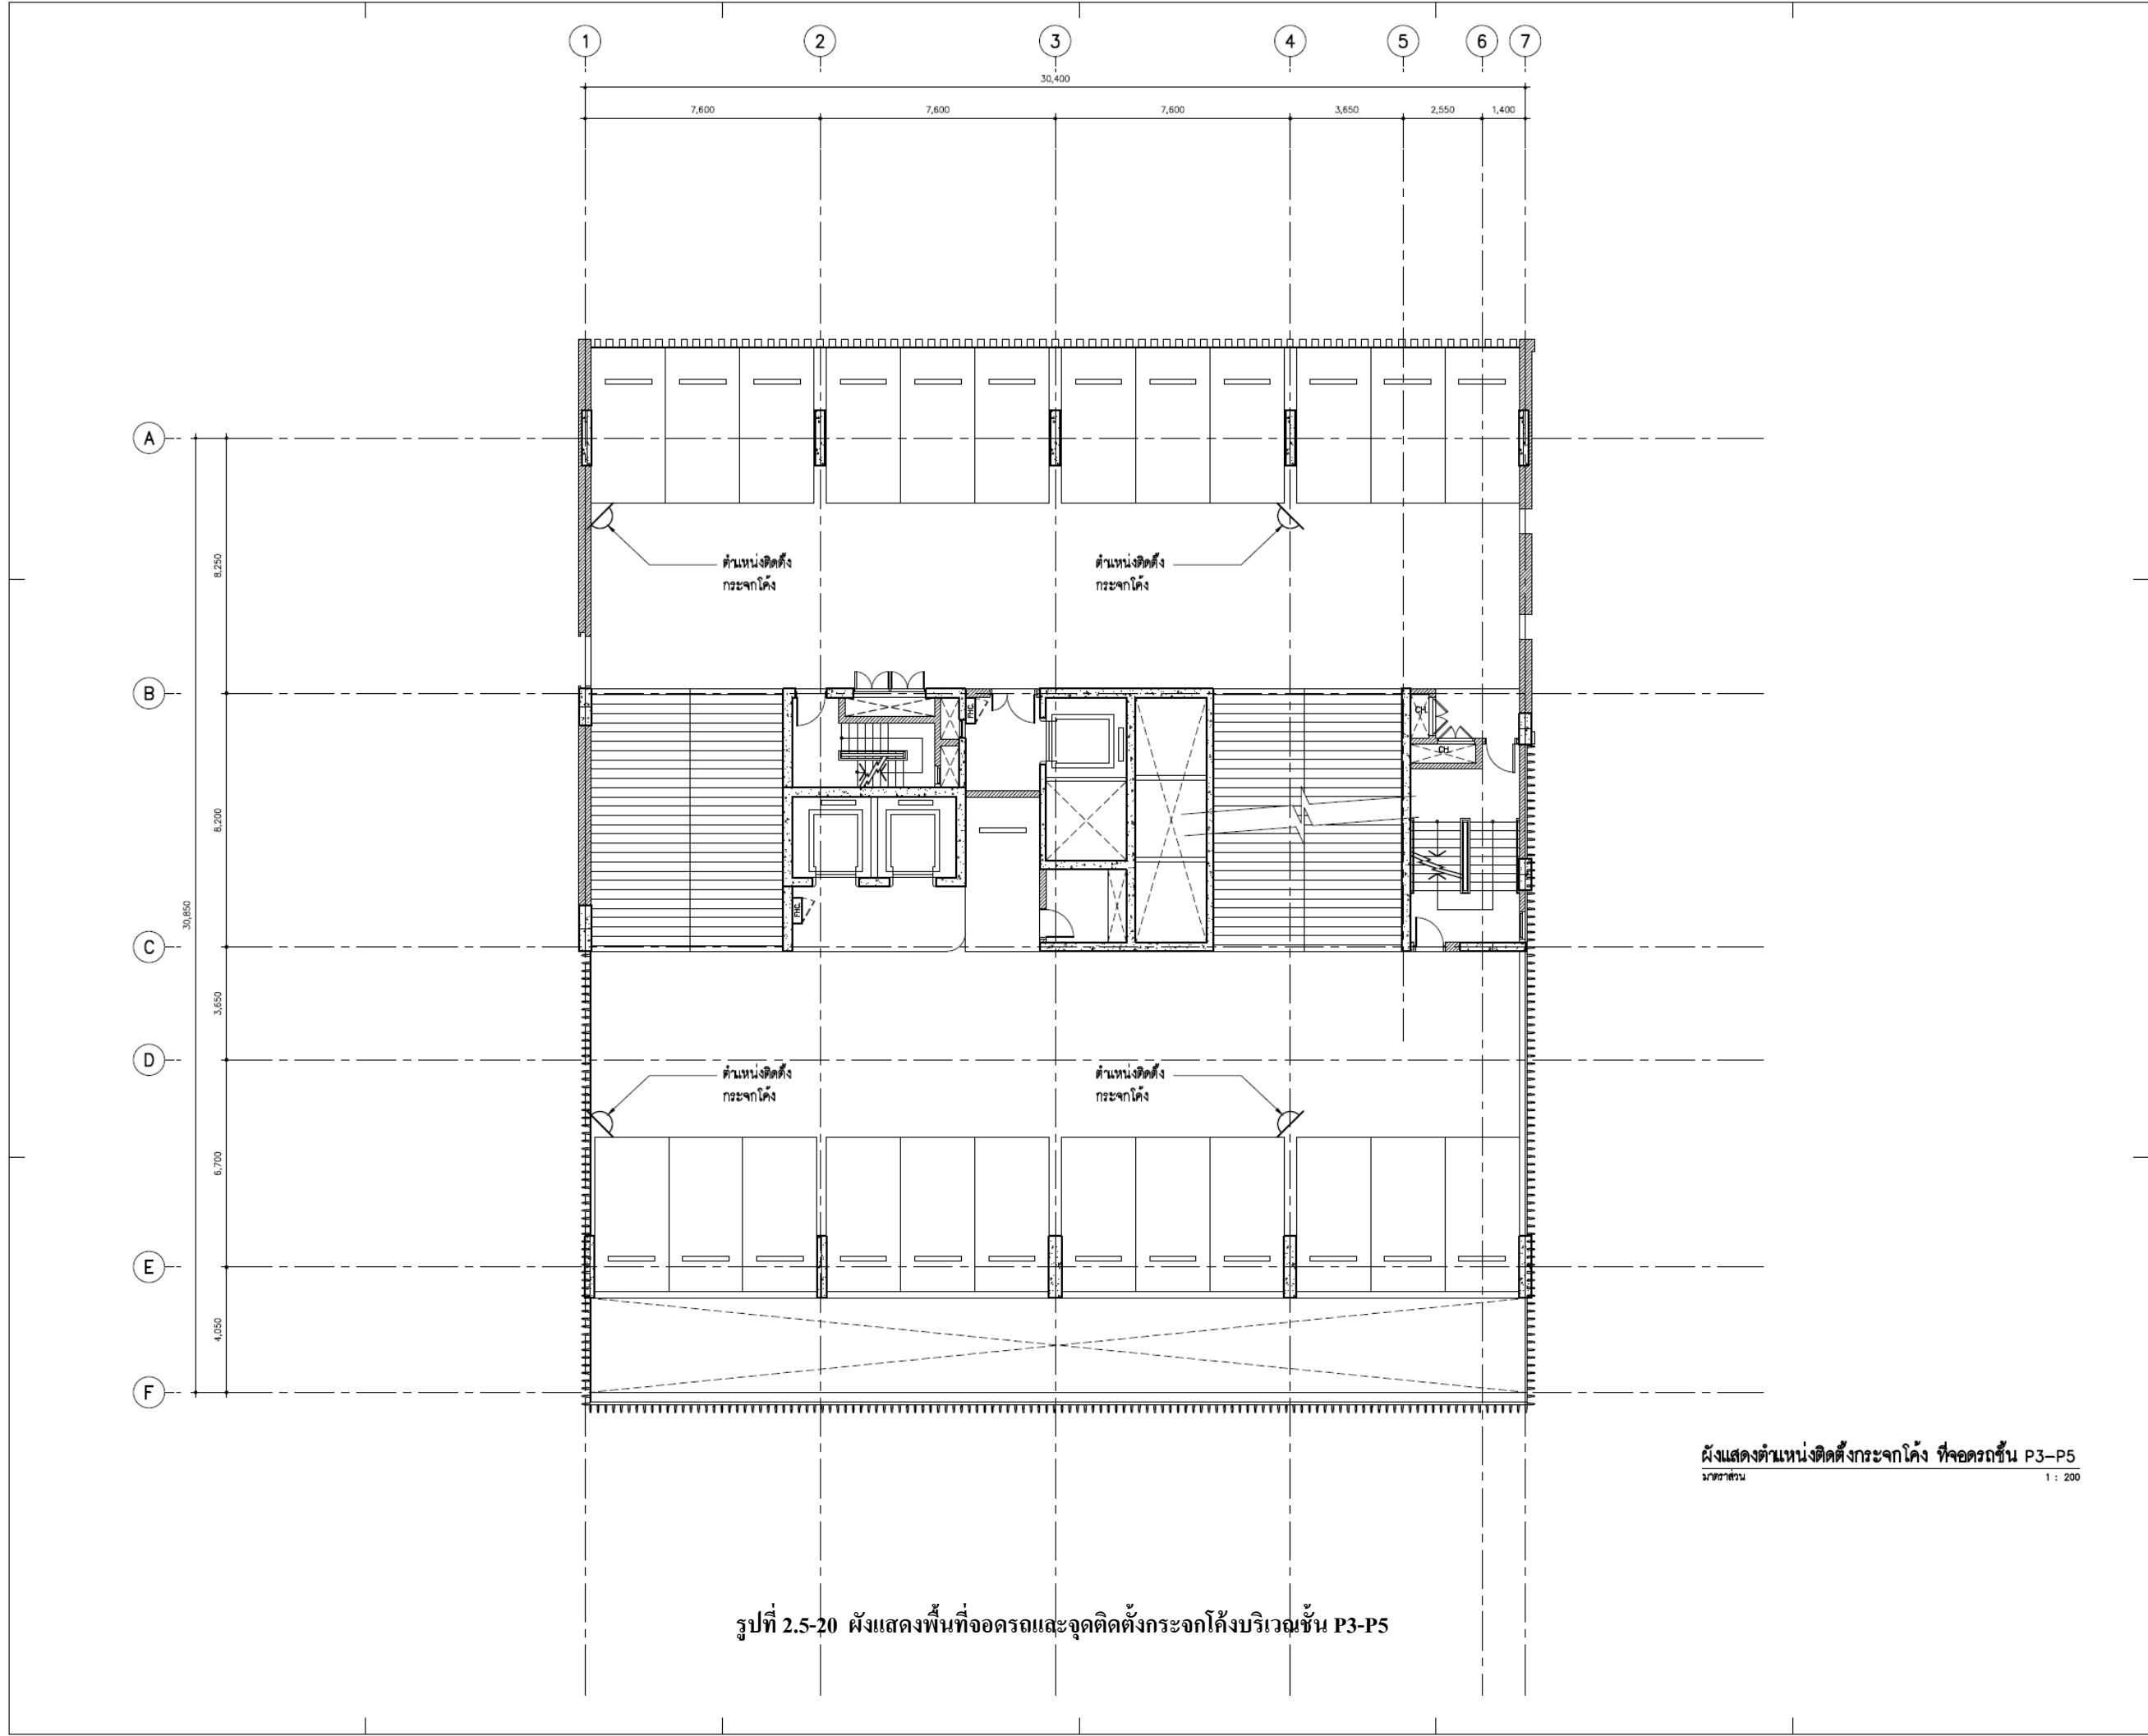 1 2 3 4 5 6 7
30,400
7,600 7,600 7,600 3,650 2,550 1,400
A
8,250
ตำแหน่งติดตั้ง
กระจกโค้ง
ตำแหน่งติดตั้ง
กระจกโค้ง
B
FHC.
CH.
CH.
8,200
FHC.
30,850
C
3,650
D
ตำแหน่งติดตั้ง
กระจกโค้ง
ตำแหน่งติดตั้ง
กระจกโค้ง
6,700
E
4,050
F
ผังแสดงตำแหน่งติดตั้งกระจกโค้ง ที่จอดรถชั้น P3-P5
มาตราส่วน 1 : 200
รูปที่ 2.5-20 ผังแสดงพื้นที่จอดรถและจุดติดตั้งกระจกโค้งบริเวณชั้น P3-P5